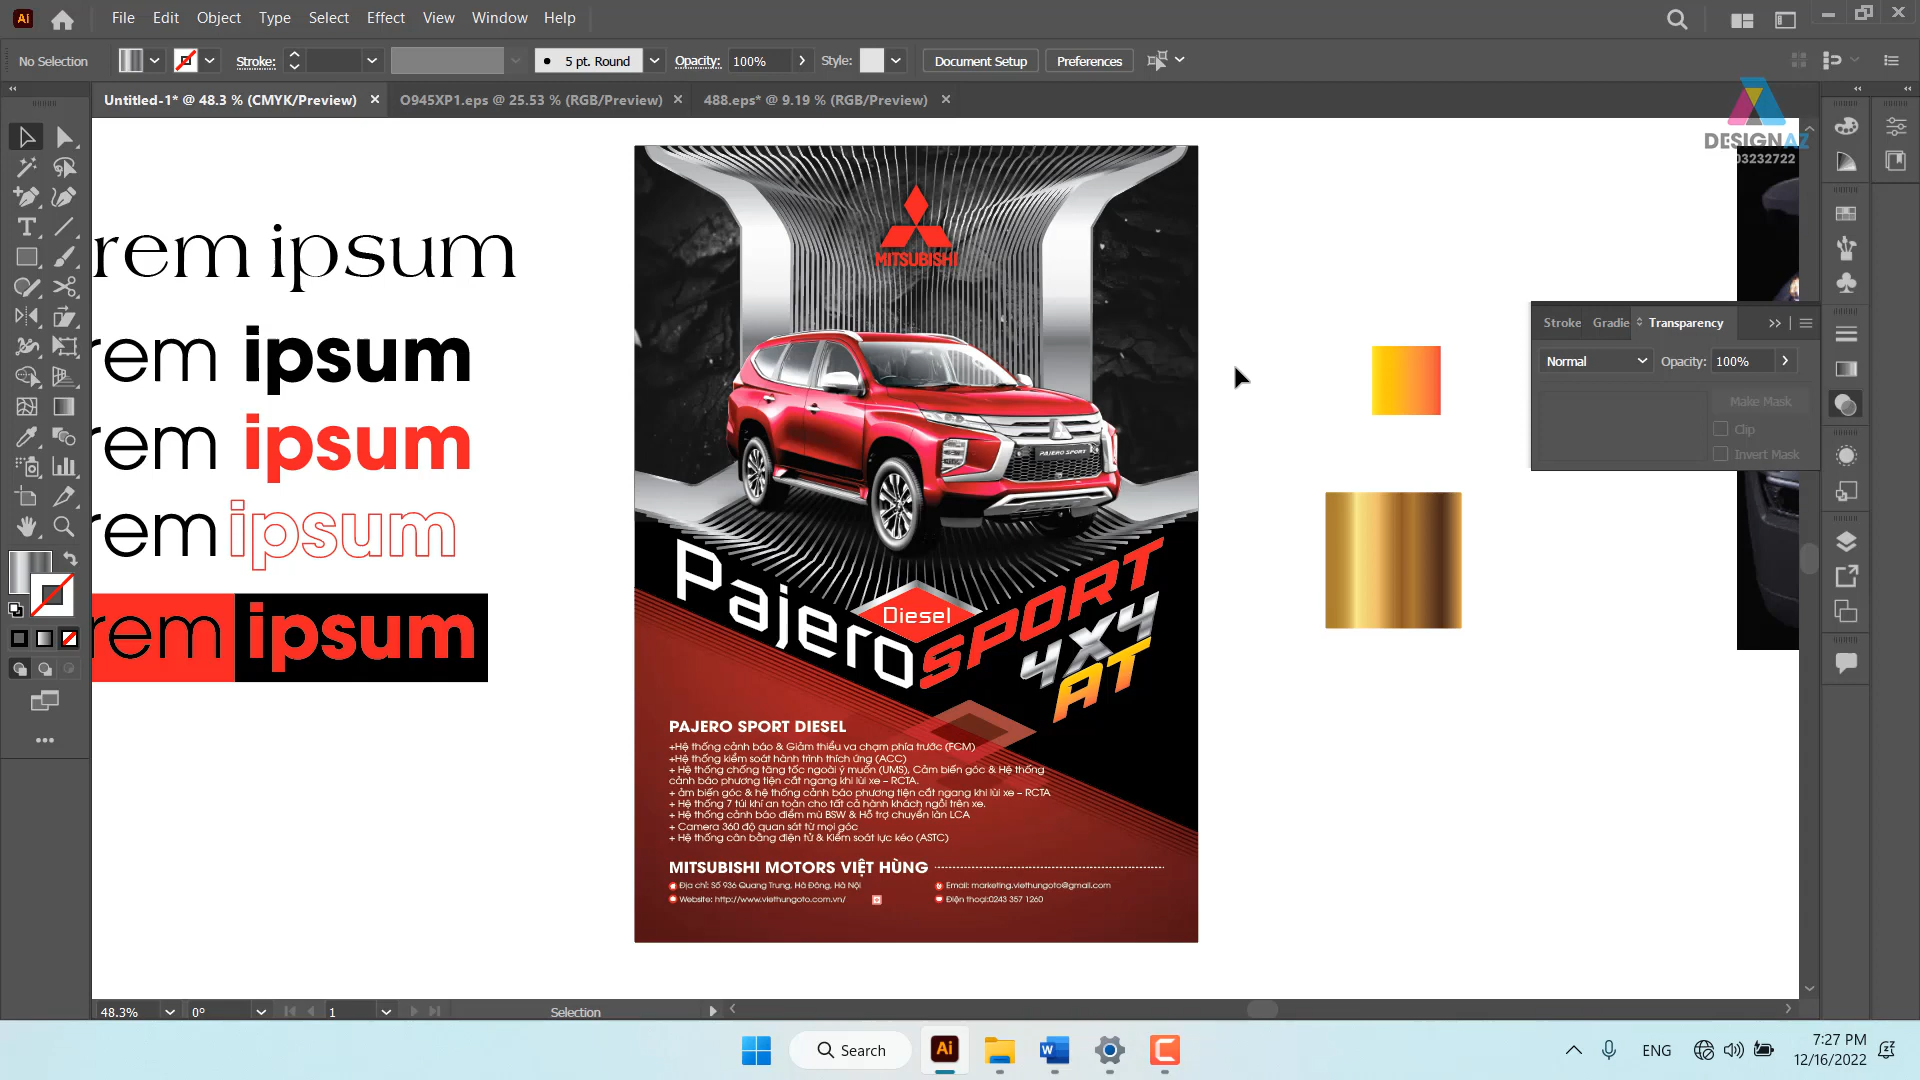 Ai File Edit Object Type Select Effect View Window Help
No Selection Stroke: 5 pt. Round Opacity: 100% Style: Document Setup Preferences
Untitled-1* @ 48.3 % (CMYK/Preview) × O945XP1.eps @ 25.53 % (RGB/Preview) × 488.eps* @ 9.19 % (RGB/Preview) ×
DESIGNAZ
03232722
rem ipsum
rem ipsum
rem ipsum
rem ipsum
rem ipsum
MITSUBISHI
PAJERO SPORT
Pajero
Diesel
SPORT
4X4
AT
PAJERO SPORT DIESEL
+Hệ thống cảnh báo & Giảm thiểu va chạm phía trước (FCM)
+Hệ thống kiểm soát hành trình thích ứng (ACC)
+ Hệ thống chống tăng tốc ngoài ý muốn (UMS), Cảm biến góc & Hệ thống
cảnh báo phương tiện cắt ngang khi lùi xe – RCTA.
+ ảm biến góc & hệ thống cảnh báo phương tiện cắt ngang khi lùi xe – RCTA
+ Hệ thống 7 túi khí an toàn cho tất cả hành khách ngồi trên xe.
+ Hệ thống cảnh báo điểm mù BSW & Hỗ trợ chuyển làn LCA
+ Camera 360 độ quan sát từ mọi góc
+ Hệ thống cân bằng điện tử & Kiểm soát lực kéo (ASTC)
MITSUBISHI MOTORS VIỆT HÙNG
Địa chỉ: Số 936 Quang Trung, Hà Đông, Hà Nội
Email: marketing.viethungoto@gmail.com
Website: http://www.viethungoto.com.vn/
Điện thoại:0243 357 1260
Stroke Gradie Transparency
Normal Opacity: 100%
Make Mask
Clip
Invert Mask
48.3% 0° 1 Selection
Search Ai W C ENG 7:27 PM
12/16/2022